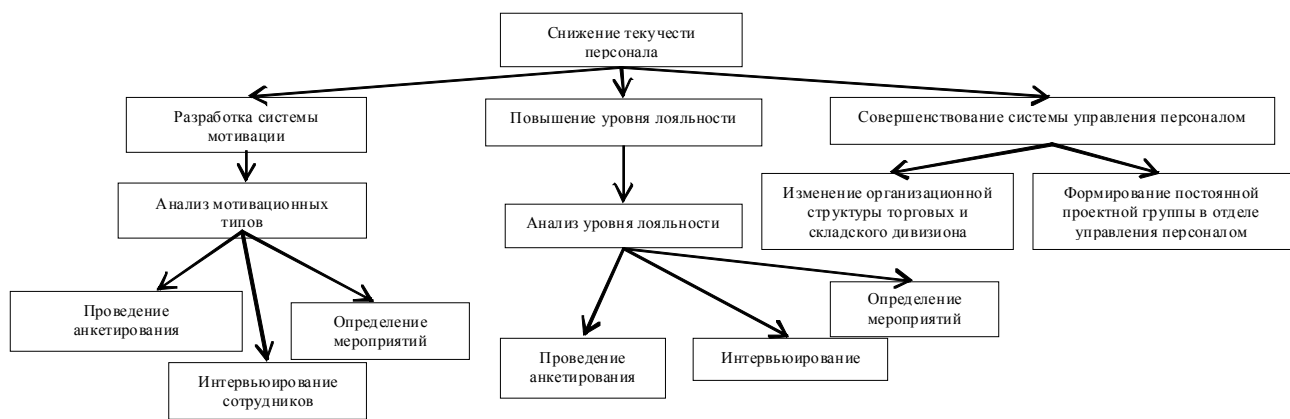 Снижение текучести
персонала
Разработка системы
мотивации
Повышение уровня лояльности
Совершенствование системы управления персоналом
Анализ мотивационных
типов
Анализ уровня лояльности
Изменение организационной
структуры торговых и
складского дивизиона
Формирование постоянной
проектной группы в отделе
управления персоналом
Проведение
анкетирования
Интервьюирование
сотрудников
Определение
мероприятий
Проведение
анкетирования
Интервьюирование
Определение
мероприятий